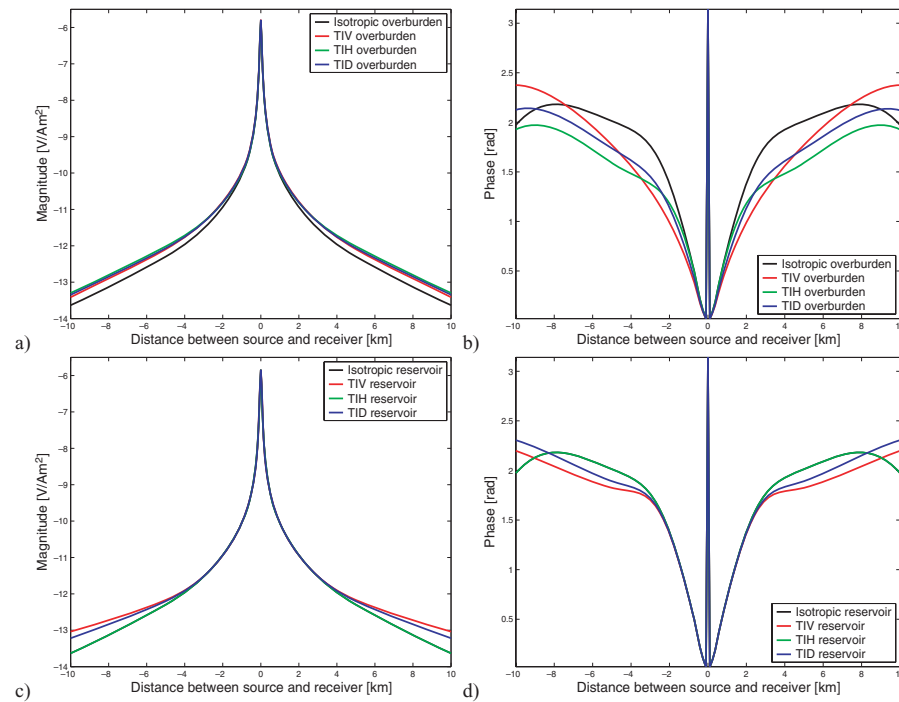 −5
−6
−7
−8
−9
−10
−11
−12
−13
−14
Magnitude [V/Am²]
Isotropic overburden
TIV overburden
TIH overburden
TID overburden
−10 −8 −6 −4 −2 0 2 4 6 8 10
Distance between source and receiver [km]
a)
3
2.5
2
1.5
1
0.5
Phase [rad]
Isotropic overburden
TIV overburden
TIH overburden
TID overburden
−10 −8 −6 −4 −2 0 2 4 6 8 10
Distance between source and receiver [km]
b)
−6
−7
−8
−9
−10
−11
−12
−13
−14
Magnitude [V/Am²]
Isotropic reservoir
TIV reservoir
TIH reservoir
TID reservoir
−10 −8 −6 −4 −2 0 2 4 6 8 10
Distance between source and receiver [km]
c)
3
2.5
2
1.5
1
0.5
Phase [rad]
Isotropic reservoir
TIV reservoir
TIH reservoir
TID reservoir
−10 −8 −6 −4 −2 0 2 4 6 8 10
Distance between source and receiver [km]
d)